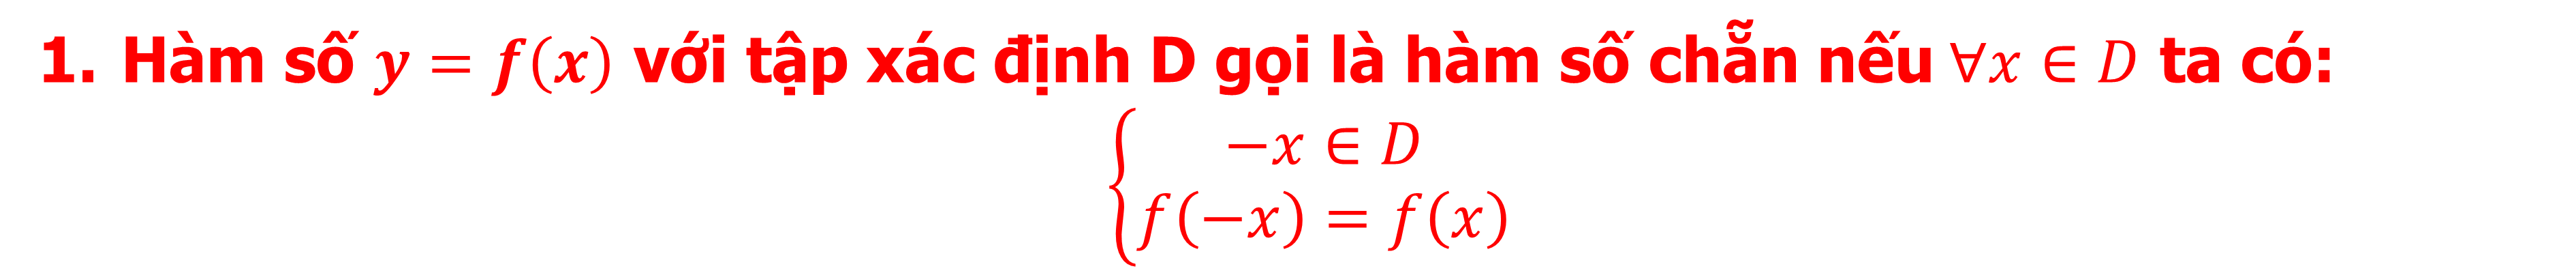 1. Hàm số y = f(x) với tập xác định D gọi là hàm số chẵn nếu ∀x ∈ D ta có:
−x ∈ D
f(−x) = f(x)